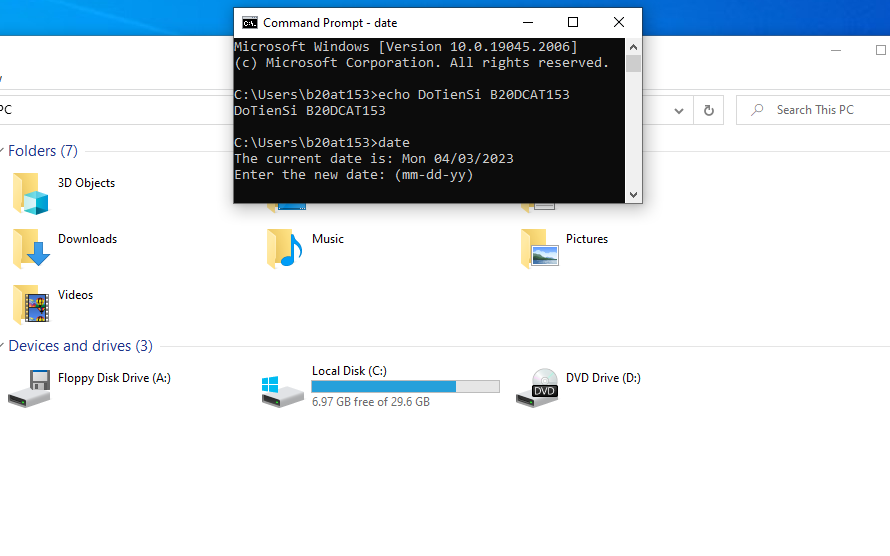 Command Prompt - date
Microsoft Windows [Version 10.0.19045.2006]
(c) Microsoft Corporation. All rights reserved.
C:\Users\b20at153>echo DoTienSi B20DCAT153
DoTienSi B20DCAT153
C:\Users\b20at153>date
The current date is: Mon 04/03/2023
Enter the new date: (mm-dd-yy)
PC
Search This PC
Folders (7)
3D Objects
Downloads
Music
Pictures
Videos
Devices and drives (3)
Floppy Disk Drive (A:)
Local Disk (C:)
6.97 GB free of 29.6 GB
DVD Drive (D:)
DVD